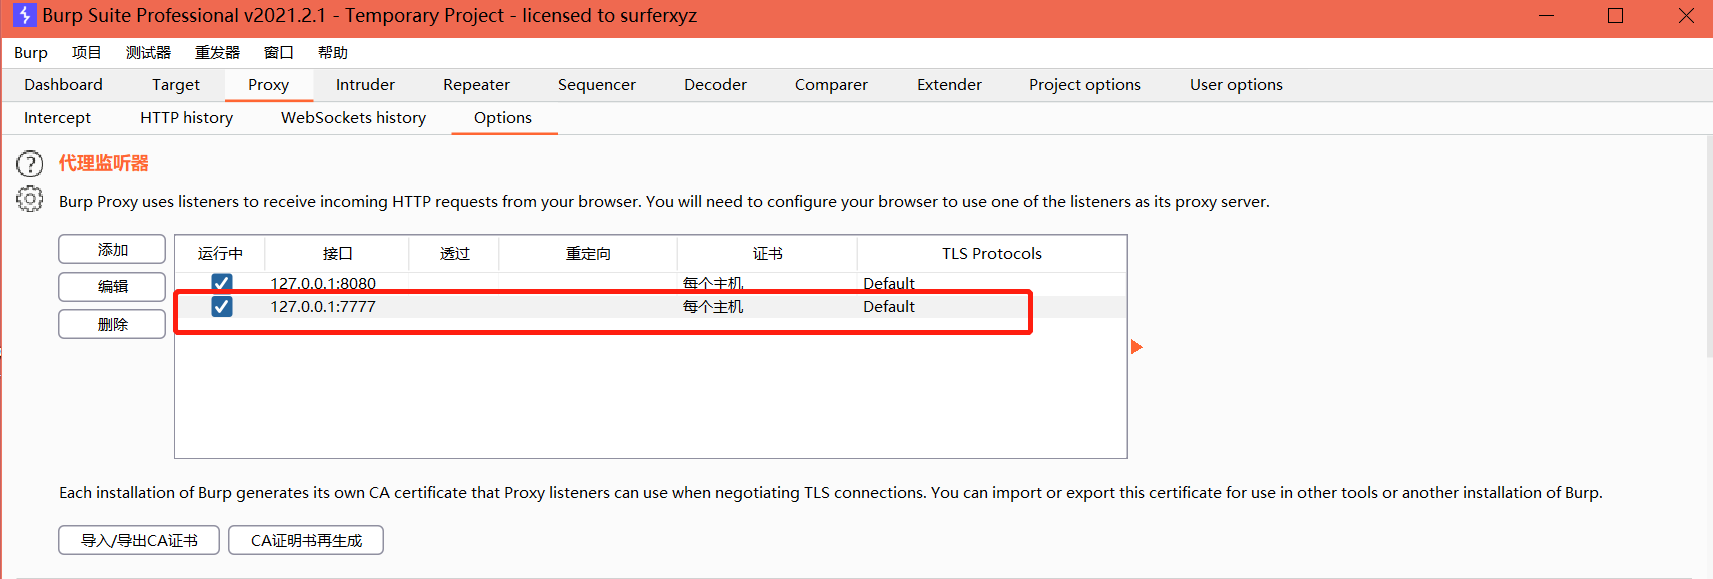 Burp Suite Professional v2021.2.1 - Temporary Project - licensed to surferxyz
Burp 项目 测试器 重发器 窗口 帮助
Dashboard Target Proxy Intruder Repeater Sequencer Decoder Comparer Extender Project options User options
Intercept HTTP history WebSockets history Options
代理监听器
Burp Proxy uses listeners to receive incoming HTTP requests from your browser. You will need to configure your browser to use one of the listeners as its proxy server.
添加
编辑
删除
运行中 接口 透过 重定向 证书 TLS Protocols
127.0.0.1:8080 每个主机 Default
127.0.0.1:7777 每个主机 Default
Each installation of Burp generates its own CA certificate that Proxy listeners can use when negotiating TLS connections. You can import or export this certificate for use in other tools or another installation of Burp.
导入/导出CA证书 CA证明书再生成